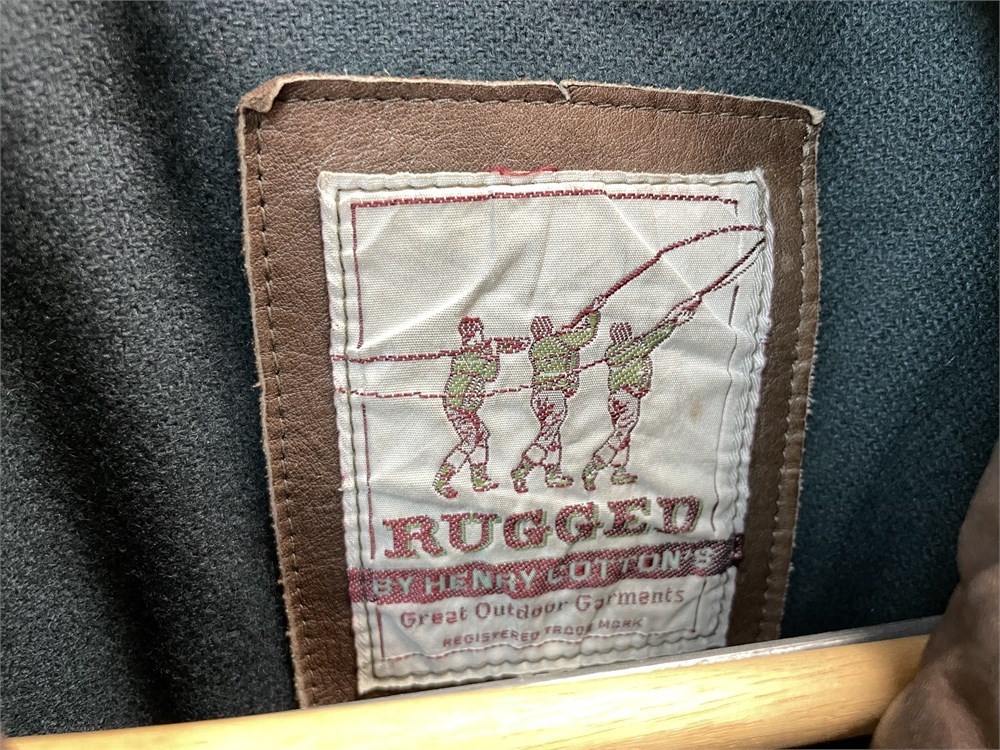 RUGGED
BY HENRY COTTON'S
Great Outdoor Garments
REGISTERED TRADE MARK